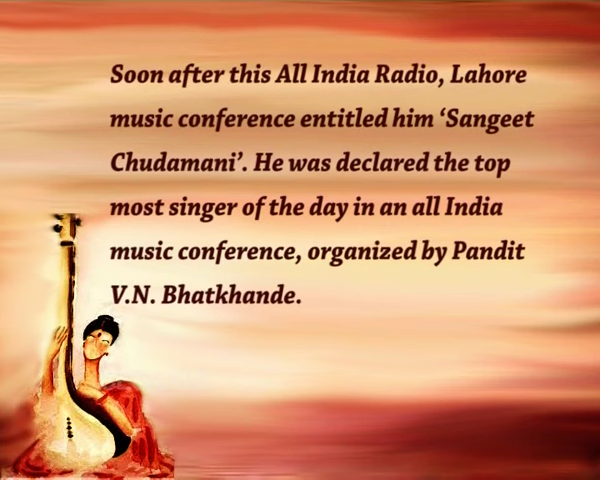 Soon after this All India Radio, Lahore
music conference entitled him ‘Sangeet
Chudamani’. He was declared the top
most singer of the day in an all India
music conference, organized by Pandit
V.N. Bhatkhande.